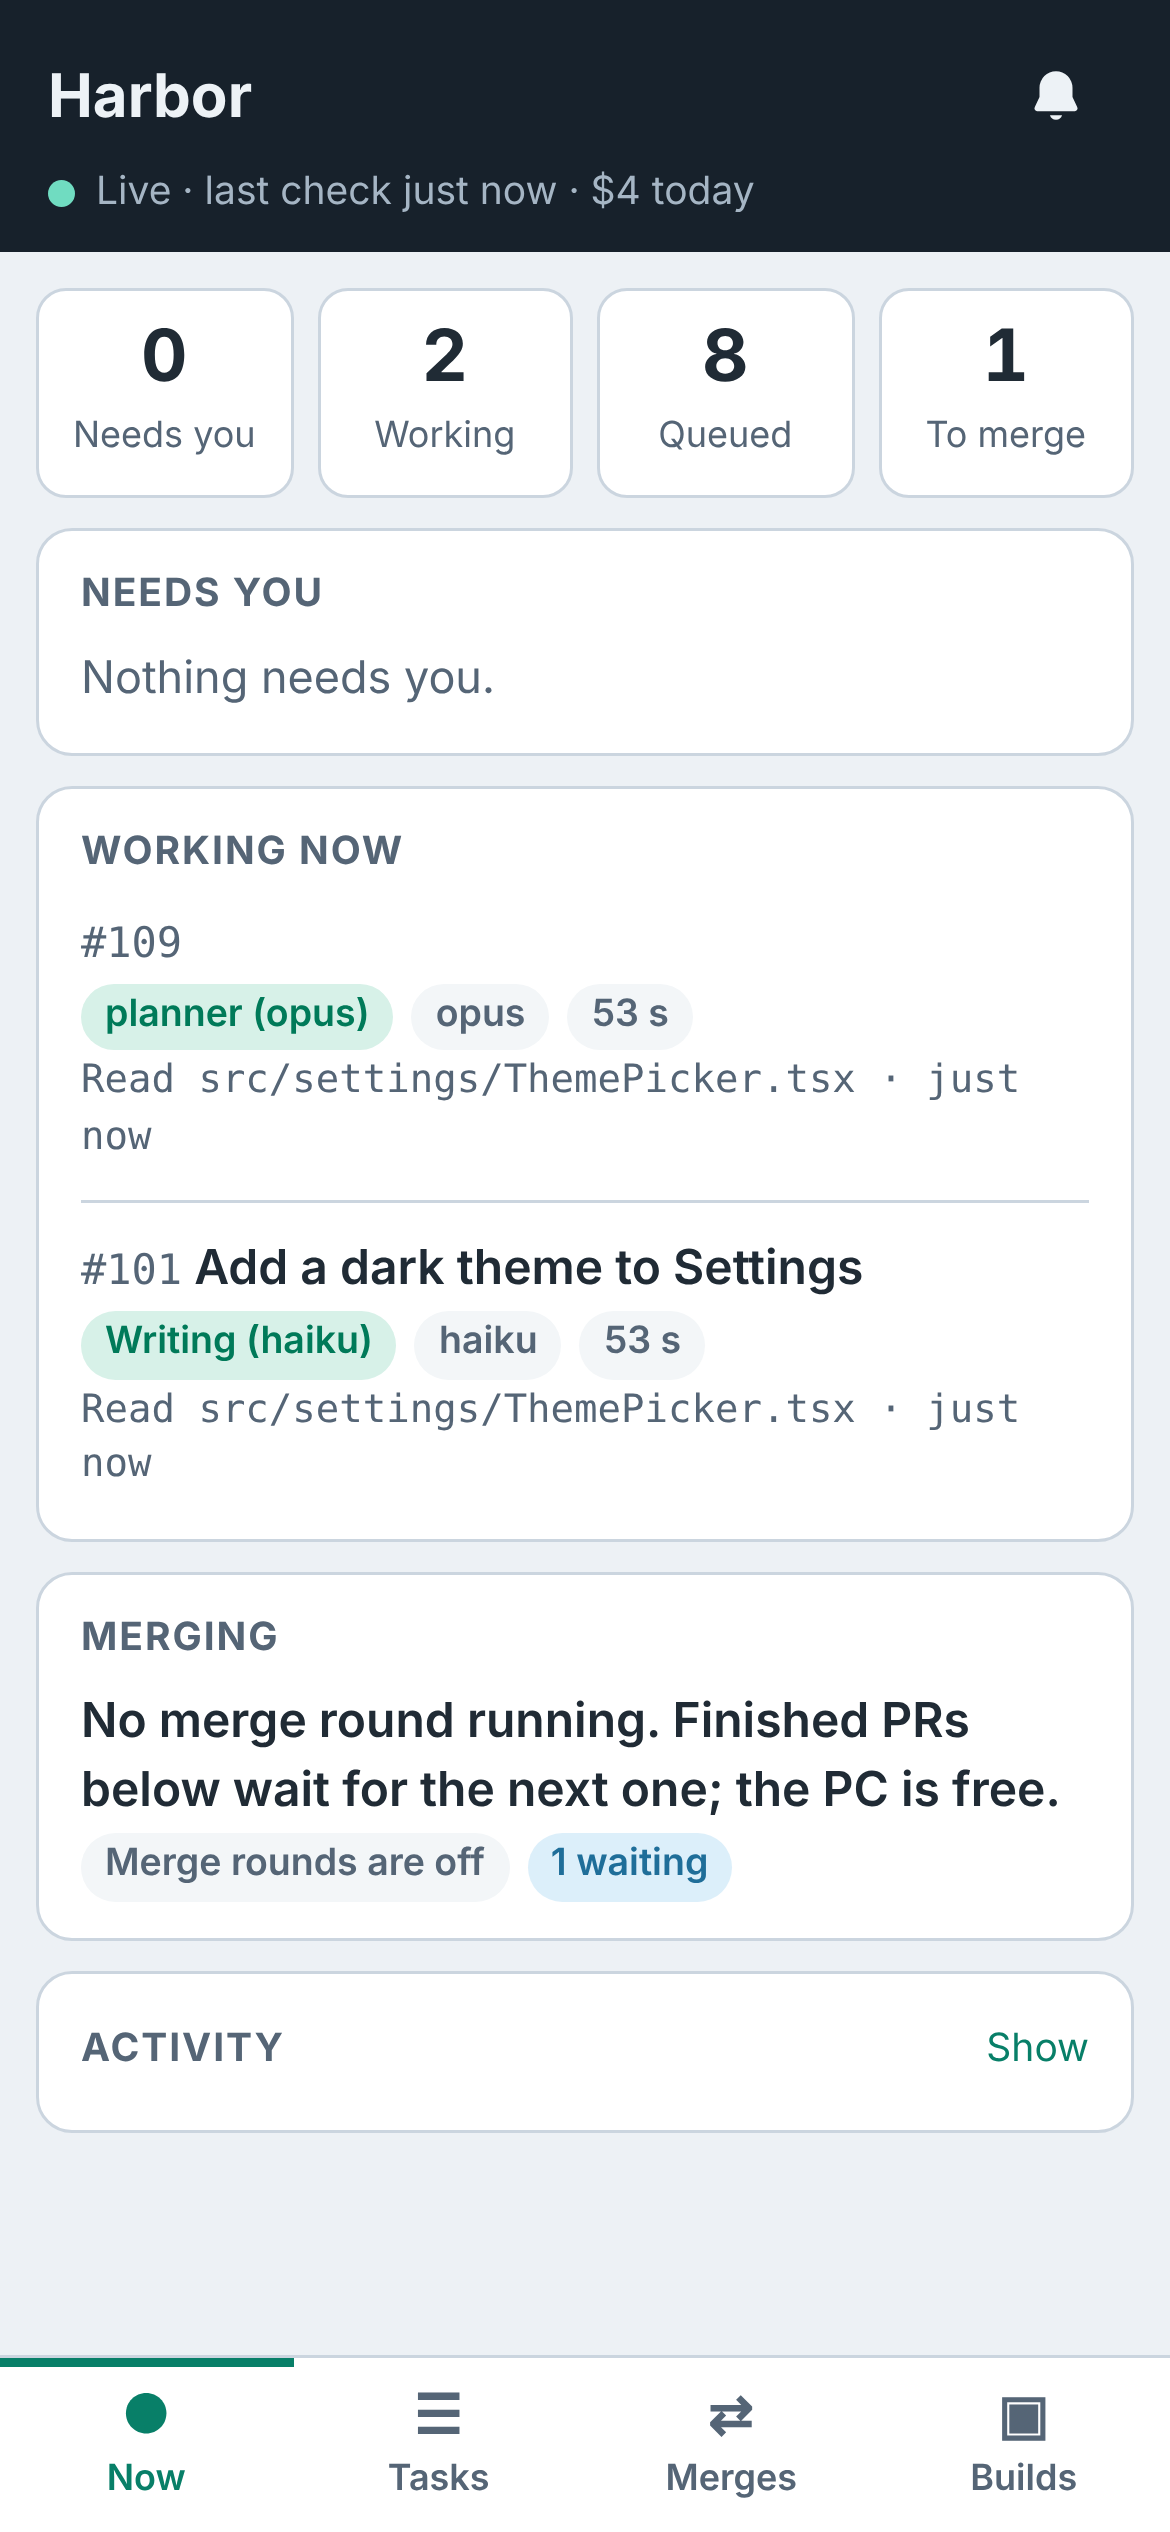 Harbor
Live · last check just now · $4 today
0 2 8 1
Needs you Working Queued To merge
NEEDS YOU
Nothing needs you.
WORKING NOW
#109
planner (opus) opus 53 s
Read src/settings/ThemePicker.tsx · just
now
#101 Add a dark theme to Settings
Writing (haiku) haiku 53 s
Read src/settings/ThemePicker.tsx · just
now
MERGING
No merge round running. Finished PRs
below wait for the next one; the PC is free.
Merge rounds are off 1 waiting
ACTIVITY Show
Now Tasks Merges Builds